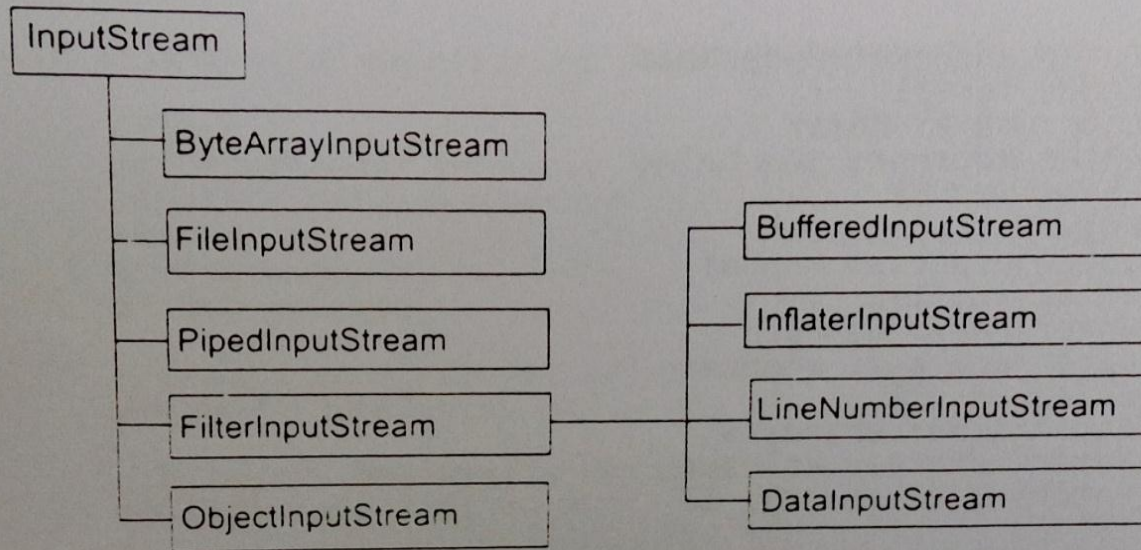 InputStream
ByteArrayInputStream
FileInputStream
PipedInputStream
FilterInputStream
ObjectInputStream
BufferedInputStream
InflaterInputStream
LineNumberInputStream
DataInputStream